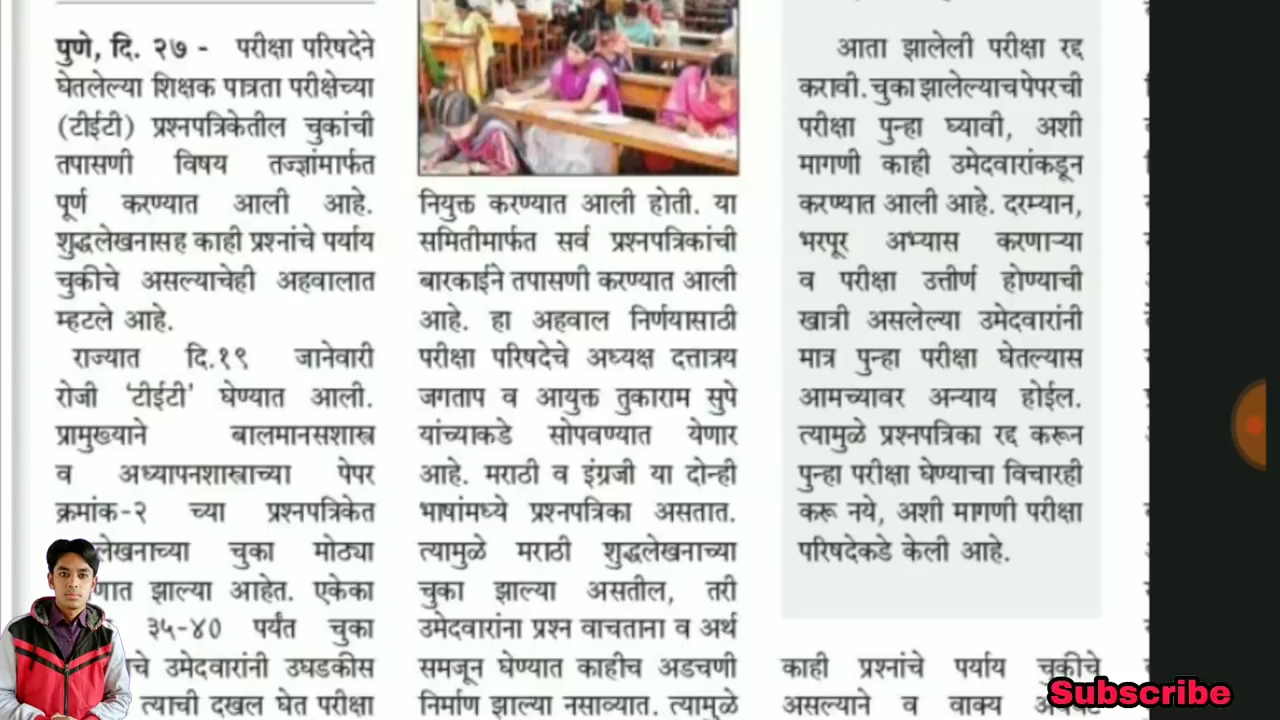 पुणे, दि. २७ - परीक्षा परिषदेने
घेतलेल्या शिक्षक पात्रता परीक्षेच्या
(टीईटी) प्रश्नपत्रिकेतील चुकांची
तपासणी विषय तज्ज्ञांमार्फत
पूर्ण करण्यात आली आहे.
शुद्धलेखनासह काही प्रश्नांचे पर्याय
चुकीचे असल्याचेही अहवालात
म्हटले आहे.
राज्यात दि.१९ जानेवारी
रोजी ‘टीईटी’ घेण्यात आली.
प्रामुख्याने बालमानसशास्त्र
व अध्यापनशास्त्राच्या पेपर
क्रमांक-२ च्या प्रश्नपत्रिकेत
लेखनाच्या चुका मोठ्या
णात झाल्या आहेत. एकेका
३५-४० पर्यंत चुका
चे उमेदवारांनी उघडकीस
त्याची दखल घेत परीक्षा
नियुक्त करण्यात आली होती. या
समितीमार्फत सर्व प्रश्नपत्रिकांची
बारकाईने तपासणी करण्यात आली
आहे. हा अहवाल निर्णयासाठी
परीक्षा परिषदेचे अध्यक्ष दत्तात्रय
जगताप व आयुक्त तुकाराम सुपे
यांच्याकडे सोपवण्यात येणार
आहे. मराठी व इंग्रजी या दोन्ही
भाषांमध्ये प्रश्नपत्रिका असतात.
त्यामुळे मराठी शुद्धलेखनाच्या
चुका झाल्या असतील, तरी
उमेदवारांना प्रश्न वाचताना व अर्थ
समजून घेण्यात काहीच अडचणी
निर्माण झाल्या नसाव्यात. त्यामुळे
आता झालेली परीक्षा रद्द
करावी. चुका झालेल्याच पेपरची
परीक्षा पुन्हा घ्यावी, अशी
मागणी काही उमेदवारांकडून
करण्यात आली आहे. दरम्यान,
भरपूर अभ्यास करणाऱ्या
व परीक्षा उत्तीर्ण होण्याची
खात्री असलेल्या उमेदवारांनी
मात्र पुन्हा परीक्षा घेतल्यास
आमच्यावर अन्याय होईल.
त्यामुळे प्रश्नपत्रिका रद्द करून
पुन्हा परीक्षा घेण्याचा विचारही
करू नये, अशी मागणी परीक्षा
परिषदेकडे केली आहे.
काही प्रश्नांचे पर्याय चुकीचे
असल्याने व वाक्य
Subscribe